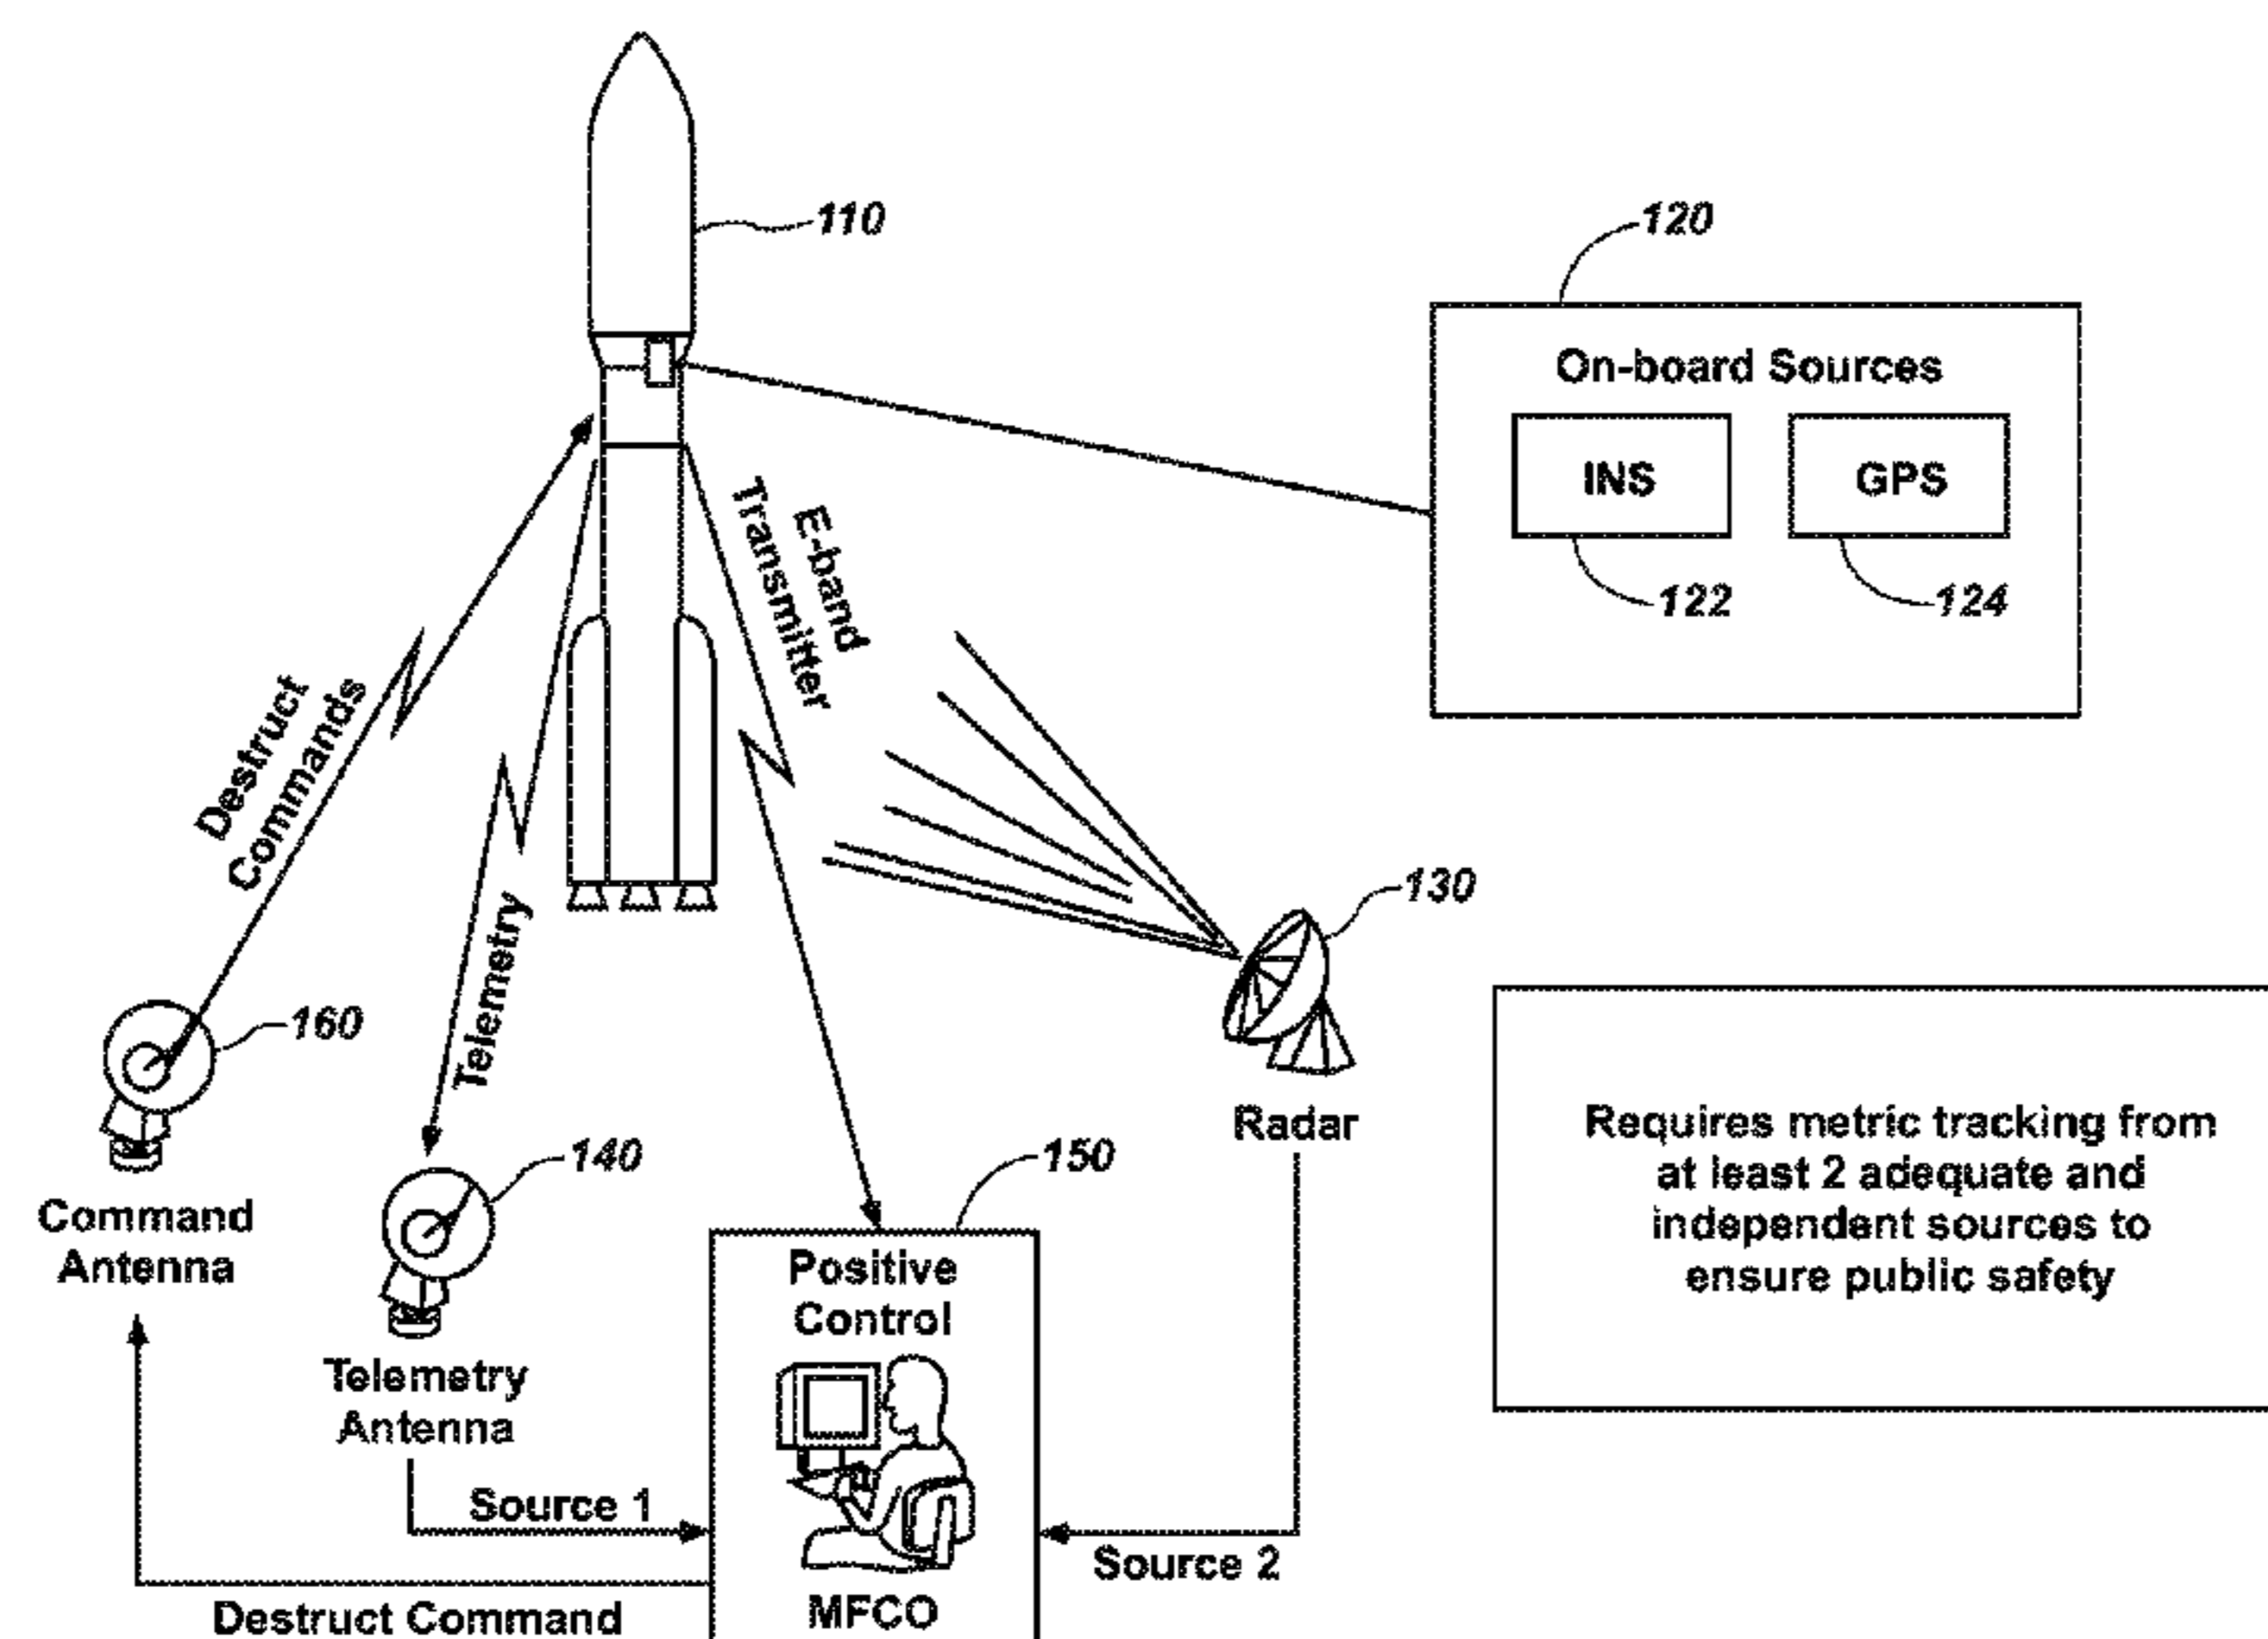 110
120
On-board Sources
INS
GPS
122
124
E-band
Transmitter
Destruct
Commands
Telemetry
130
Radar
160
Command
Antenna
140
Telemetry
Antenna
150
Positive
Control
MFCO
Source 1
Source 2
Destruct Command
Requires metric tracking from
at least 2 adequate and
independent sources to
ensure public safety